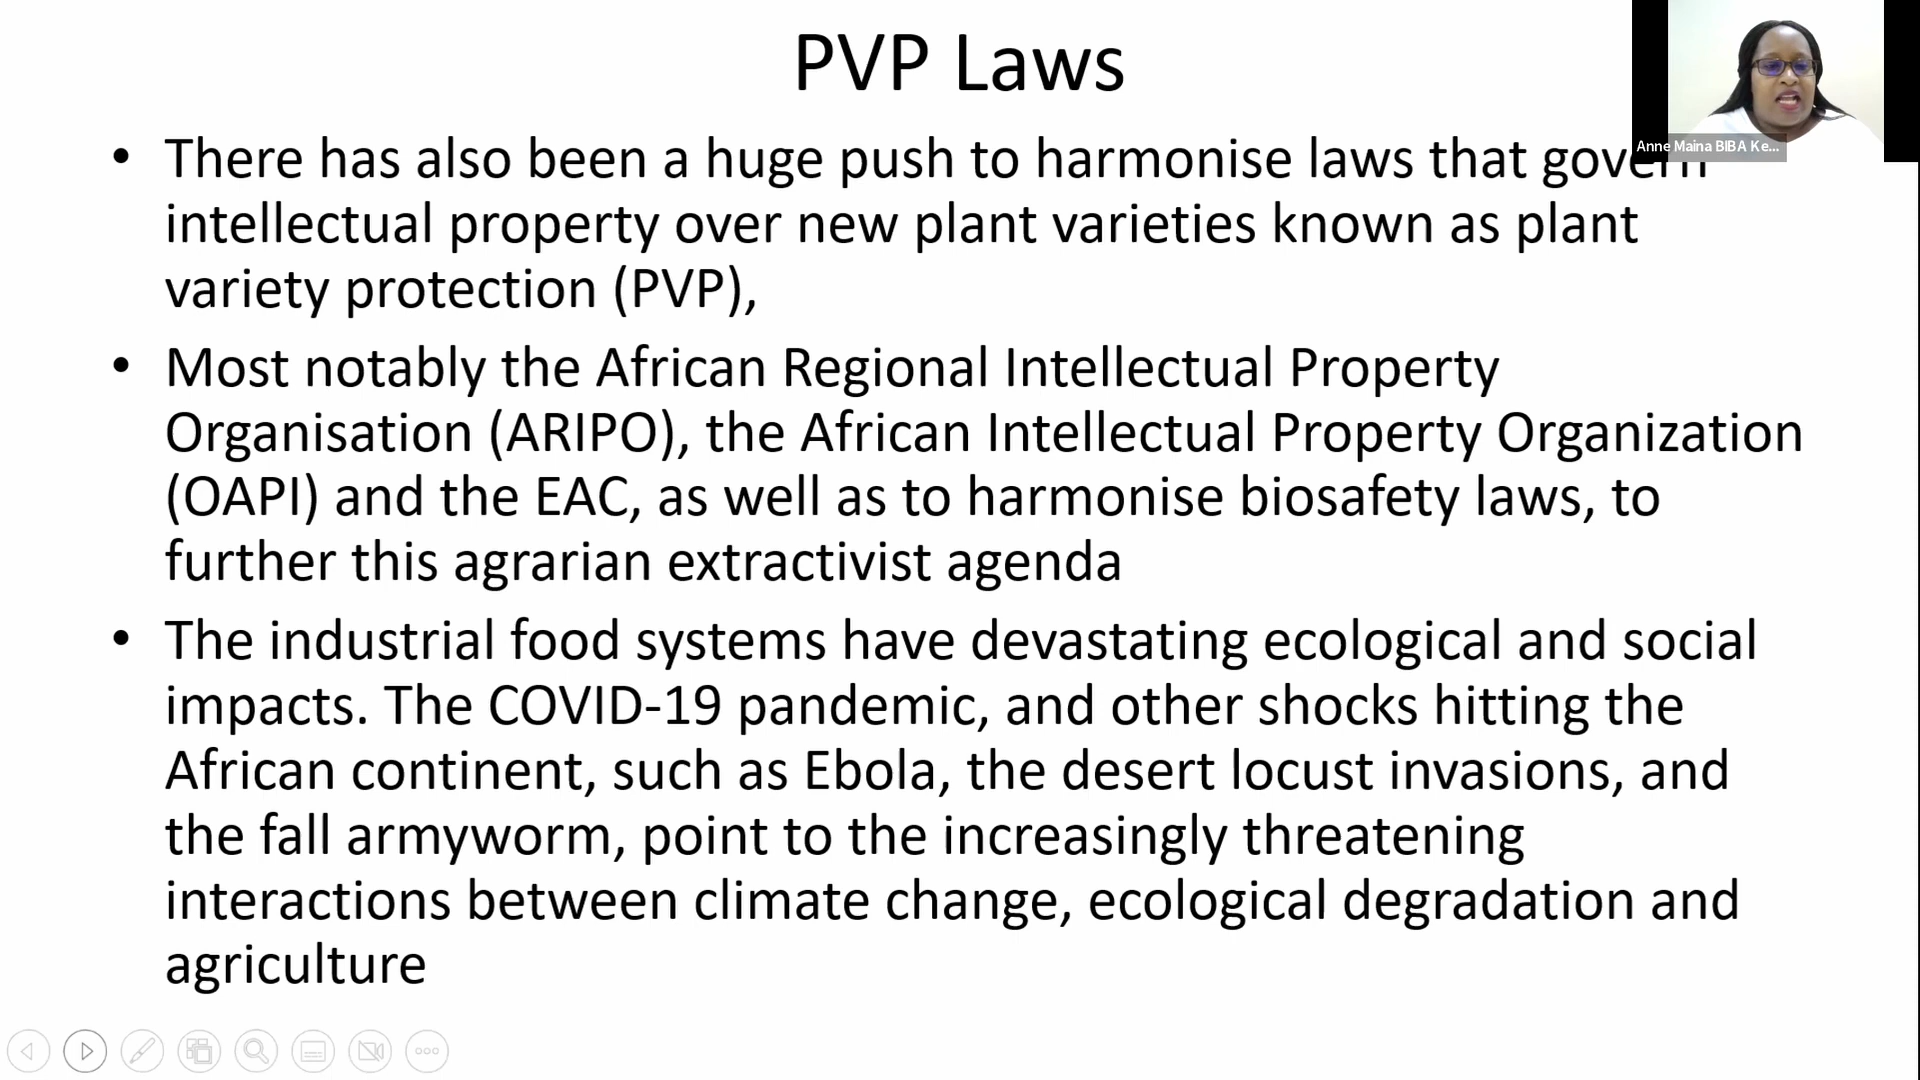 PVP Laws
• There has also been a huge push to harmonise laws that govern
intellectual property over new plant varieties known as plant
variety protection (PVP),
• Most notably the African Regional Intellectual Property
Organisation (ARIPO), the African Intellectual Property Organization
(OAPI) and the EAC, as well as to harmonise biosafety laws, to
further this agrarian extractivist agenda
• The industrial food systems have devastating ecological and social
impacts. The COVID-19 pandemic, and other shocks hitting the
African continent, such as Ebola, the desert locust invasions, and
the fall armyworm, point to the increasingly threatening
interactions between climate change, ecological degradation and
agriculture
Anne Maina BIBA Ke...